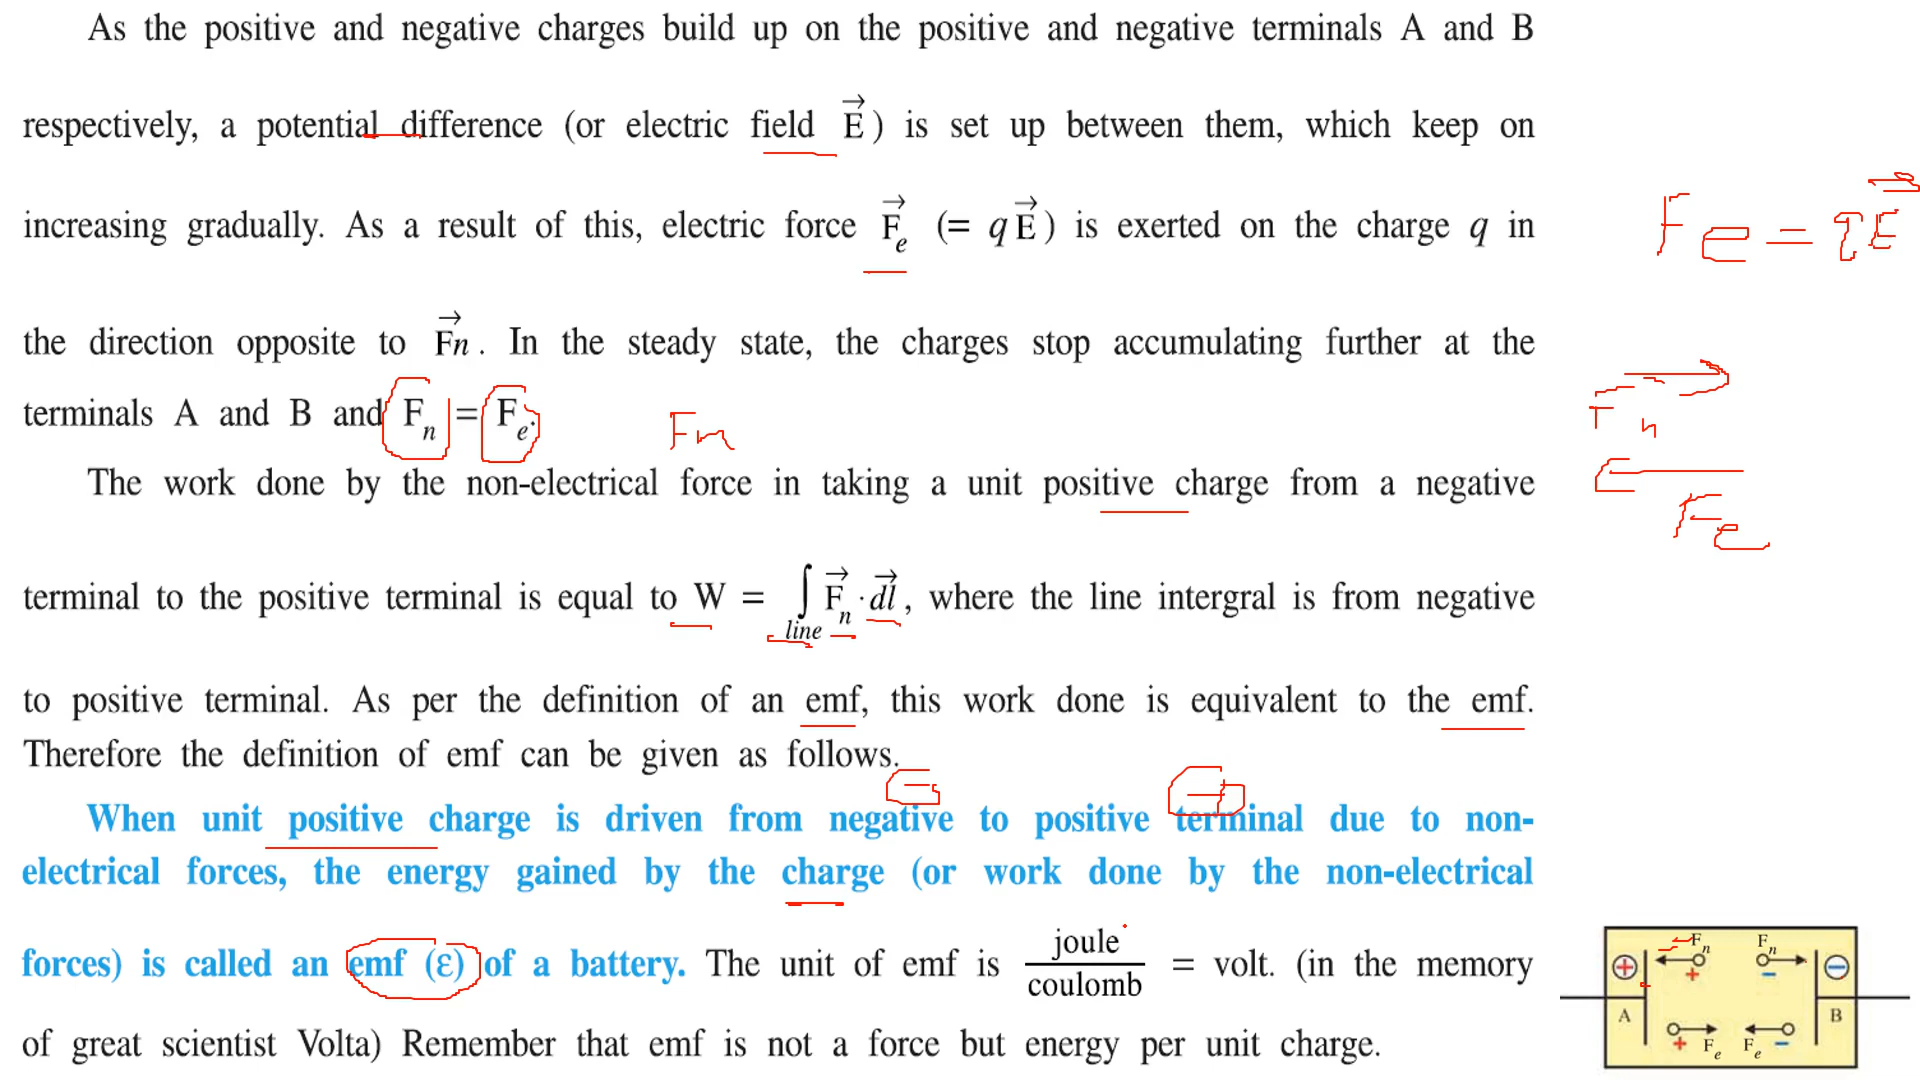 As the positive and negative charges build up on the positive and negative terminals A and B
respectively, a potential difference (or electric field E⃗ ) is set up between them, which keep on
increasing gradually. As a result of this, electric force F⃗e (= qE⃗ ) is exerted on the charge q in
the direction opposite to F⃗n . In the steady state, the charges stop accumulating further at the
terminals A and B and Fn = Fe.
The work done by the non-electrical force in taking a unit positive charge from a negative
terminal to the positive terminal is equal to W = ∫line F⃗n · dl⃗ , where the line intergral is from negative
to positive terminal. As per the definition of an emf, this work done is equivalent to the emf.
Therefore the definition of emf can be given as follows.
When unit positive charge is driven from negative to positive terminal due to non-
electrical forces, the energy gained by the charge (or work done by the non-electrical
forces) is called an emf (ε) of a battery. The unit of emf is joule/coulomb = volt. (in the memory
of great scientist Volta) Remember that emf is not a force but energy per unit charge.
Fe = qE⃗
Fn
Fn
Fe
Fn Fn
+ −
+ −
A B
+ Fe Fe −